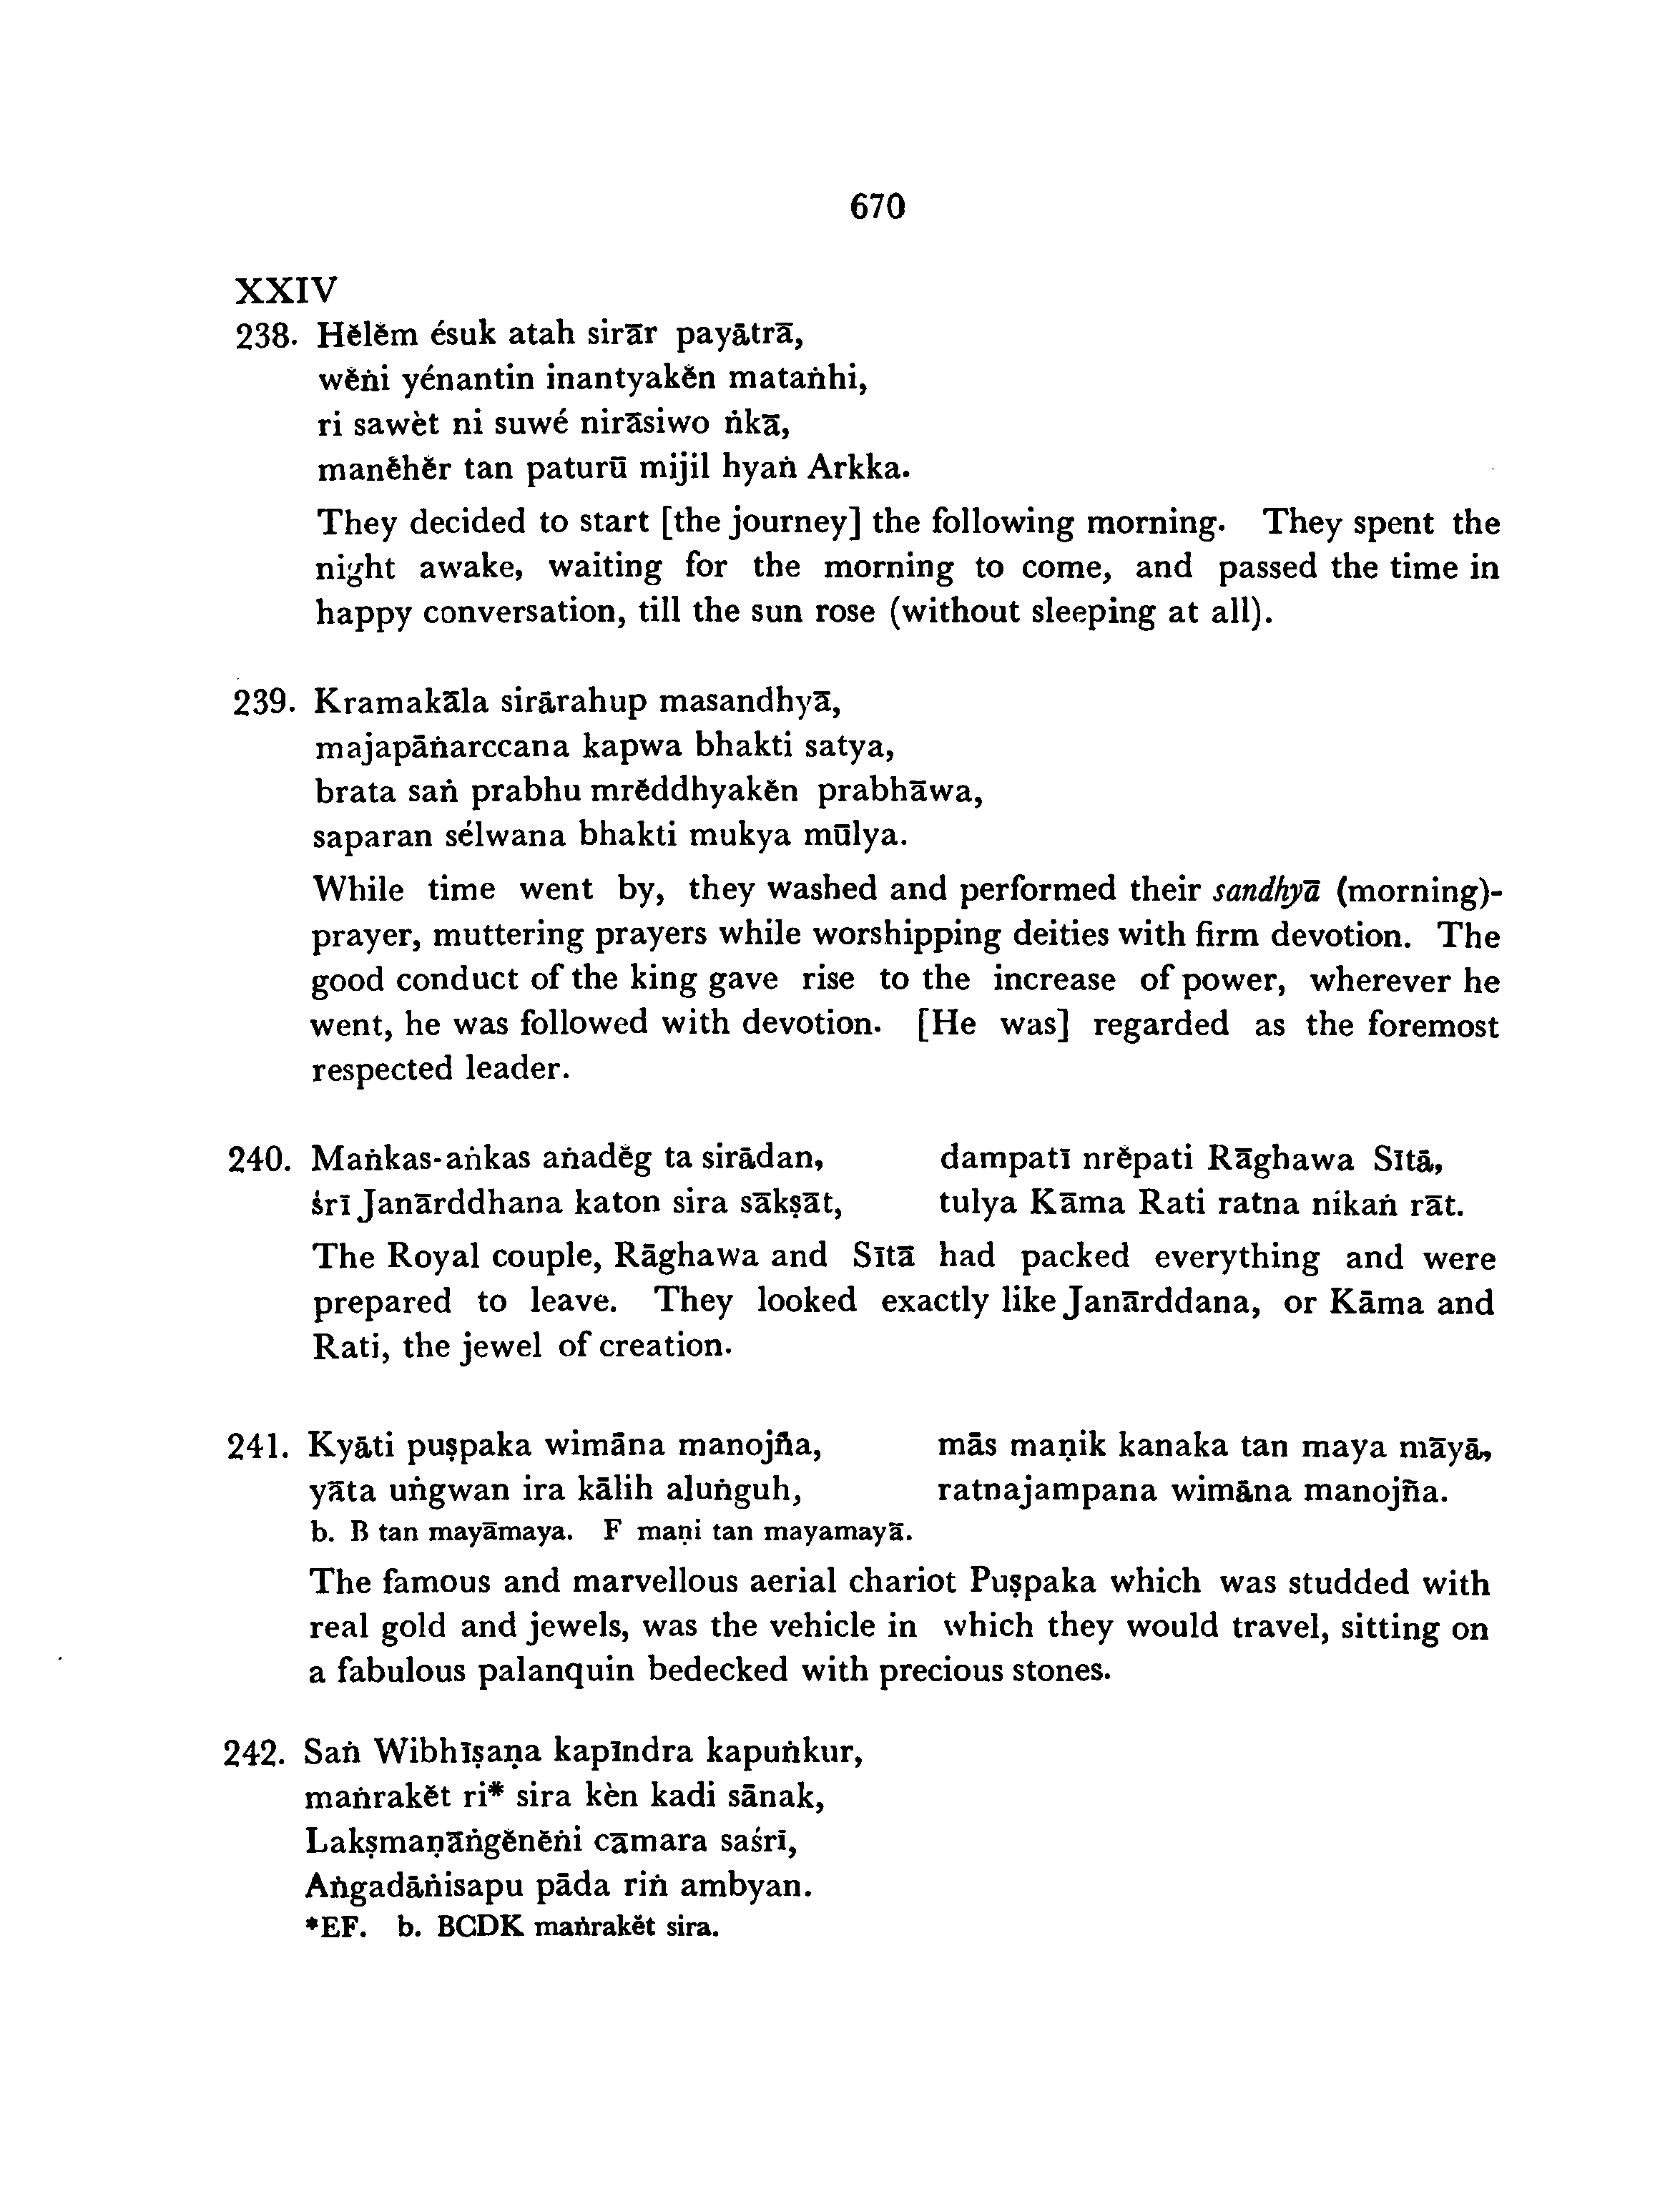 670
XXIV
238. Hĕlĕm ésuk atah sirār payātrā,
wĕṅi yénantin inantyakĕn mataṅhi,
ri sawèt ni suwé nirāsiwo ṅkā,
manĕhĕr tan paturū mijil hyaṅ Arkka.
They decided to start [the journey] the following morning. They spent the
night awake, waiting for the morning to come, and passed the time in
happy conversation, till the sun rose (without sleeping at all).
239. Kramakāla sirārahup masandhyā,
majapāṅarccana kapwa bhakti satya,
brata saṅ prabhu mrĕddhyakĕn prabhāwa,
saparan sélwana bhakti mukya mūlya.
While time went by, they washed and performed their sandhyā (morning)-
prayer, muttering prayers while worshipping deities with firm devotion. The
good conduct of the king gave rise to the increase of power, wherever he
went, he was followed with devotion. [He was] regarded as the foremost
respected leader.
240. Maṅkas-aṅkas aṅadĕg ta sirādan, dampatī nrĕpati Rāghawa Sītā,
śrī Janārddhana katon sira sākṣāt, tulya Kāma Rati ratna nikaṅ rāt.
The Royal couple, Rāghawa and Sītā had packed everything and were
prepared to leave. They looked exactly like Janārddana, or Kāma and
Rati, the jewel of creation.
241. Kyāti puṣpaka wimāna manojña, mās maṇik kanaka tan maya māyā,
yāta uṅgwan ira kālih aluṅguh, ratnajampana wimāna manojña.
b. B tan mayāmaya. F maṇi tan mayamayā.
The famous and marvellous aerial chariot Puṣpaka which was studded with
real gold and jewels, was the vehicle in which they would travel, sitting on
a fabulous palanquin bedecked with precious stones.
242. Saṅ Wibhīṣaṇa kapīndra kapuṅkur,
maṅrakĕt ri* sira kèn kadi sānak,
Lakṣmaṇāṅgĕnĕṅi cāmara saśrī,
Aṅgadāṅisapu pāda riṅ ambyan.
*EF. b. BCDK maṅrakĕt sira.